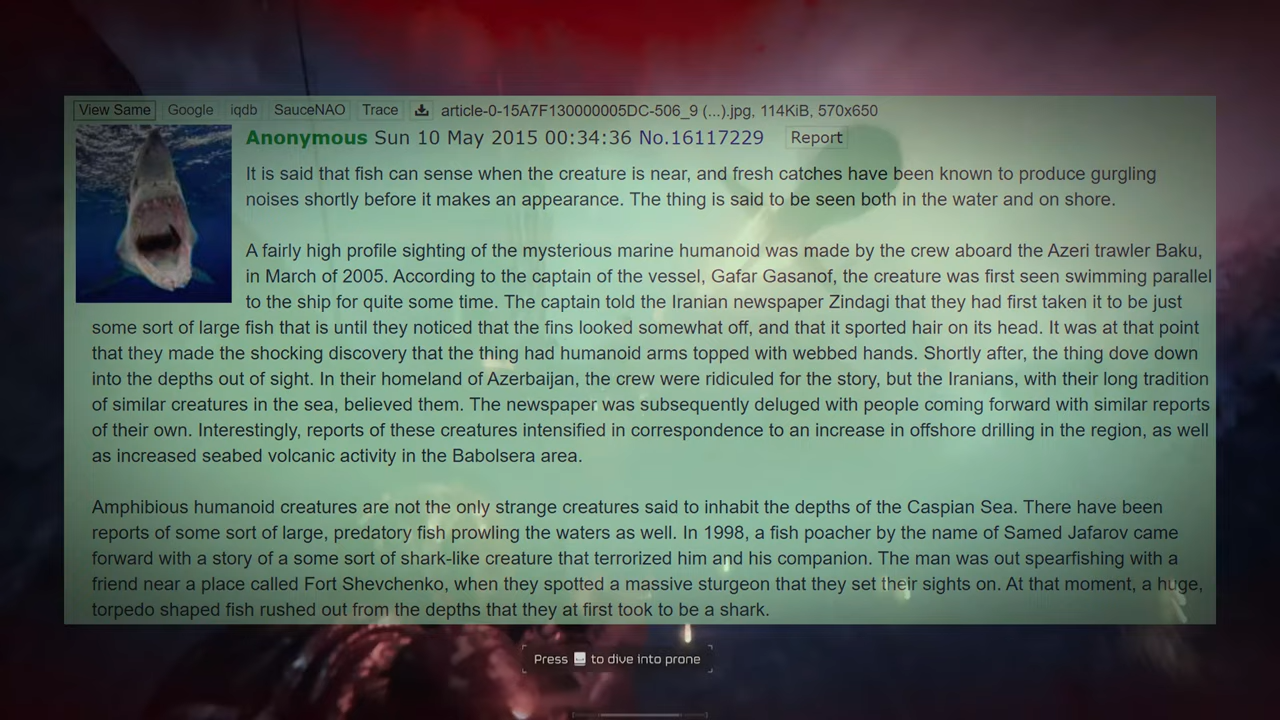 View Same Google iqdb SauceNAO Trace article-0-15A7F130000005DC-506_9 (...).jpg, 114KiB, 570x650
Anonymous Sun 10 May 2015 00:34:36 No.16117229 Report
It is said that fish can sense when the creature is near, and fresh catches have been known to produce gurgling
noises shortly before it makes an appearance. The thing is said to be seen both in the water and on shore.
A fairly high profile sighting of the mysterious marine humanoid was made by the crew aboard the Azeri trawler Baku,
in March of 2005. According to the captain of the vessel, Gafar Gasanof, the creature was first seen swimming parallel
to the ship for quite some time. The captain told the Iranian newspaper Zindagi that they had first taken it to be just
some sort of large fish that is until they noticed that the fins looked somewhat off, and that it sported hair on its head. It was at that point
that they made the shocking discovery that the thing had humanoid arms topped with webbed hands. Shortly after, the thing dove down
into the depths out of sight. In their homeland of Azerbaijan, the crew were ridiculed for the story, but the Iranians, with their long tradition
of similar creatures in the sea, believed them. The newspaper was subsequently deluged with people coming forward with similar reports
of their own. Interestingly, reports of these creatures intensified in correspondence to an increase in offshore drilling in the region, as well
as increased seabed volcanic activity in the Babolsera area.
Amphibious humanoid creatures are not the only strange creatures said to inhabit the depths of the Caspian Sea. There have been
reports of some sort of large, predatory fish prowling the waters as well. In 1998, a fish poacher by the name of Samed Jafarov came
forward with a story of a some sort of shark-like creature that terrorized him and his companion. The man was out spearfishing with a
friend near a place called Fort Shevchenko, when they spotted a massive sturgeon that they set their sights on. At that moment, a huge,
torpedo shaped fish rushed out from the depths that they at first took to be a shark.
Press to dive into prone